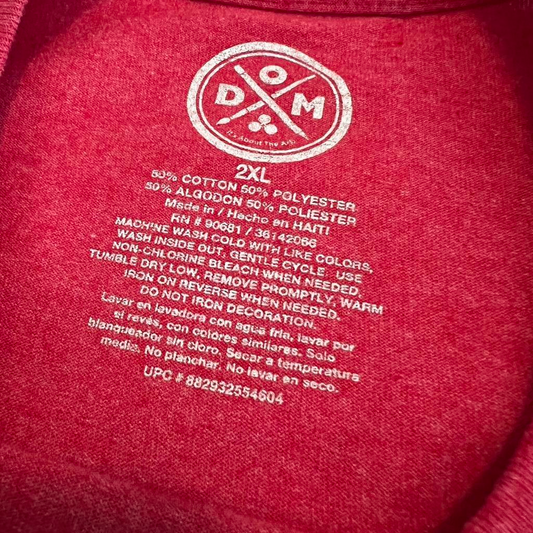 D O M
It's About The Art
2XL
50% COTTON 50% POLYESTER
50% ALGODON 50% POLIESTER
Made in / Hecho en HAITI
RN # 90681 / 36142066
MACHINE WASH COLD WITH LIKE COLORS,
WASH INSIDE OUT, GENTLE CYCLE. USE
NON-CHLORINE BLEACH WHEN NEEDED,
TUMBLE DRY LOW, REMOVE PROMPTLY, WARM
IRON ON REVERSE WHEN NEEDED.
DO NOT IRON DECORATION.
Lavar en lavadora con agua fria, lavar por
el revés, con colores similares. Solo
blanqueador sin cloro. Secar a temperatura
media. No planchar. No lavar en seco.
UPC # 882932554604